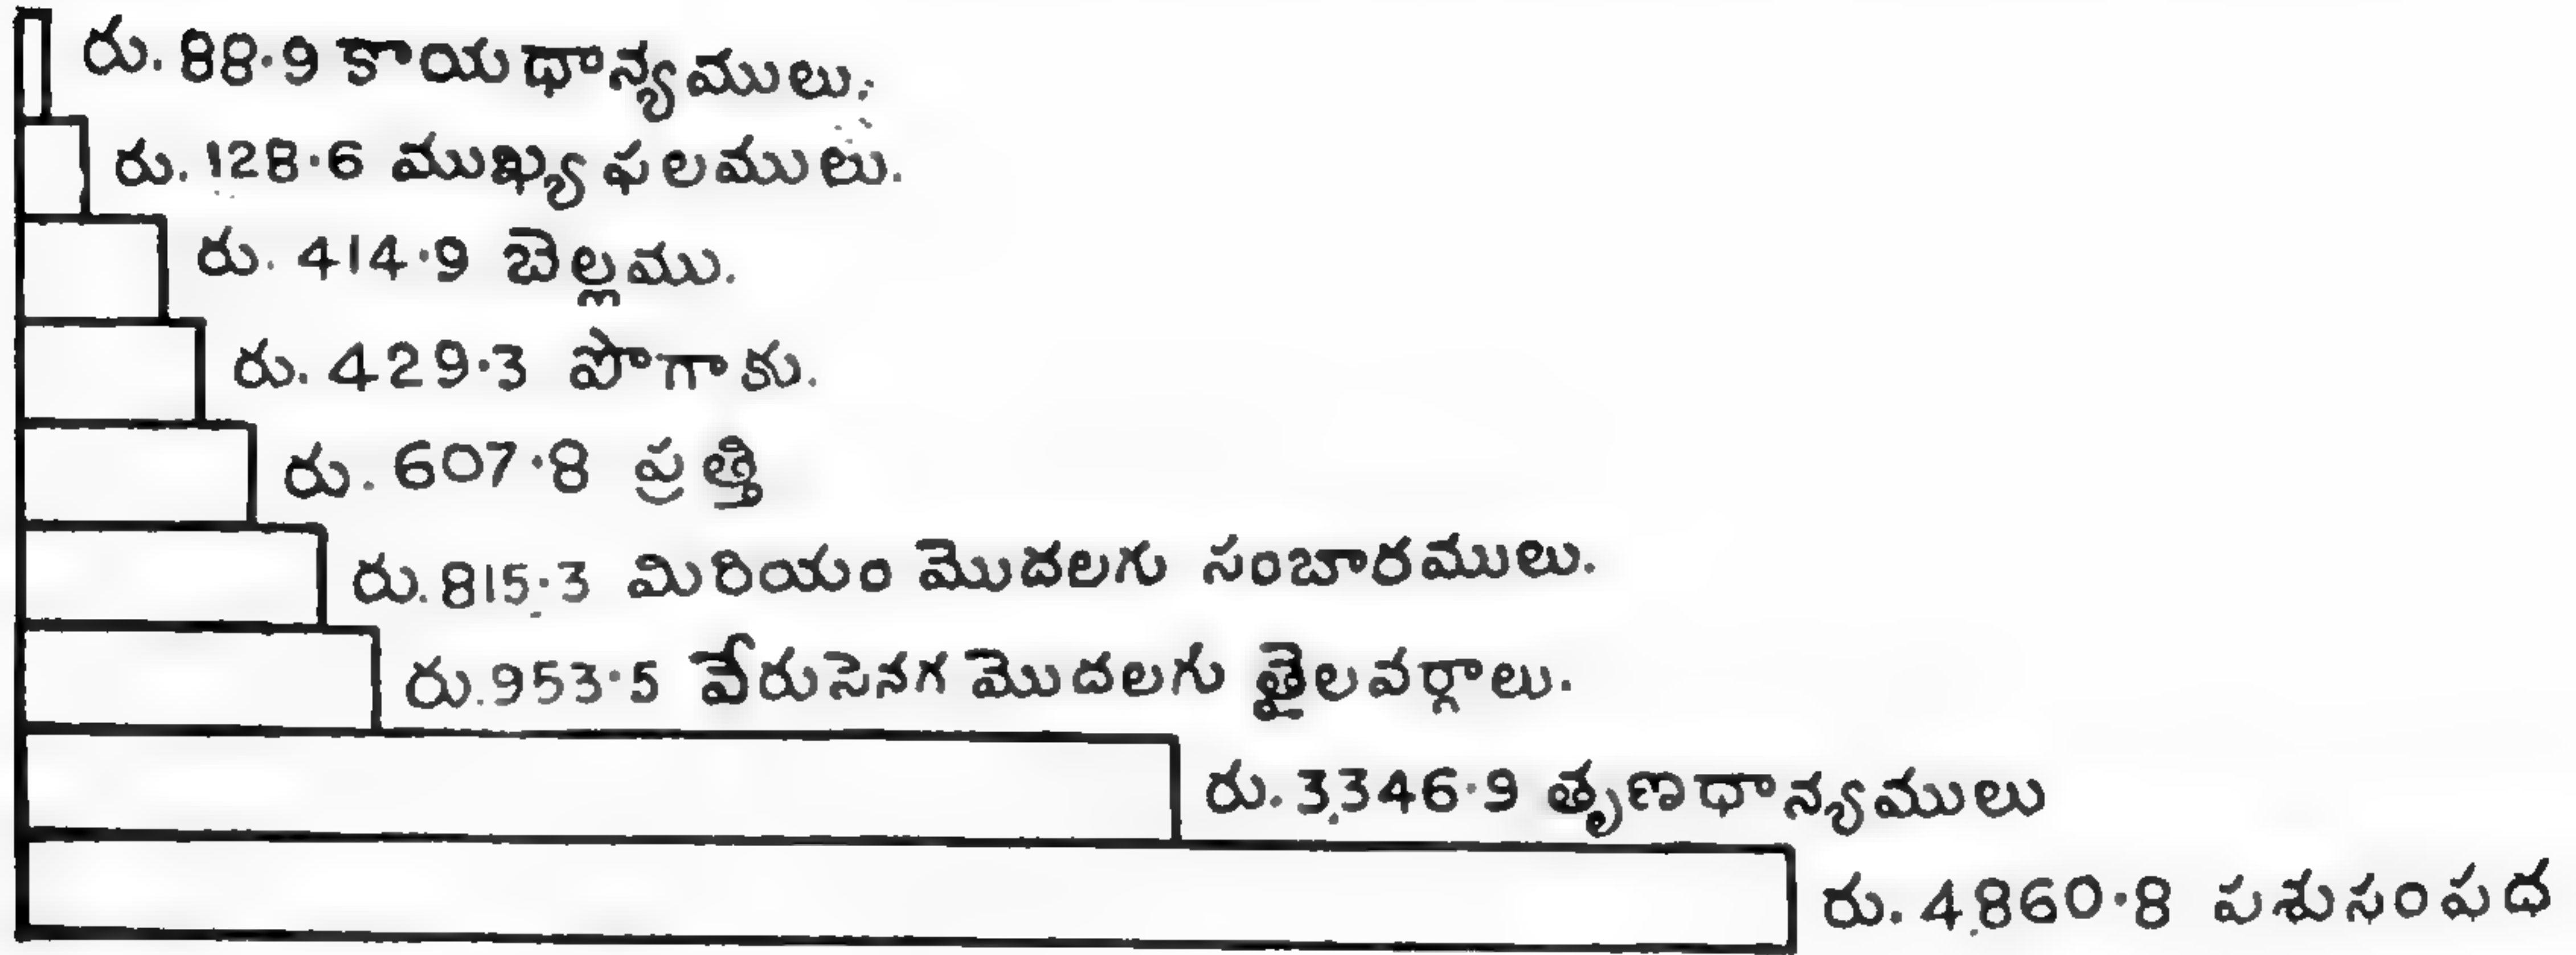 రు. 88·9 కాయధాన్యములు.
రు. 128·6 ముఖ్య ఫలములు.
రు. 414·9 బెల్లము.
రు. 429·3 పొగాకు.
రు. 607·8 ప్రత్తి
రు. 815·3 మిరియం మొదలగు సంబారములు.
రు. 953·5 వేరుసెనగ మొదలగు తైలవర్గాలు.
రు. 3,346·9 తృణధాన్యములు
రు. 4,860·8 పశుసంపద